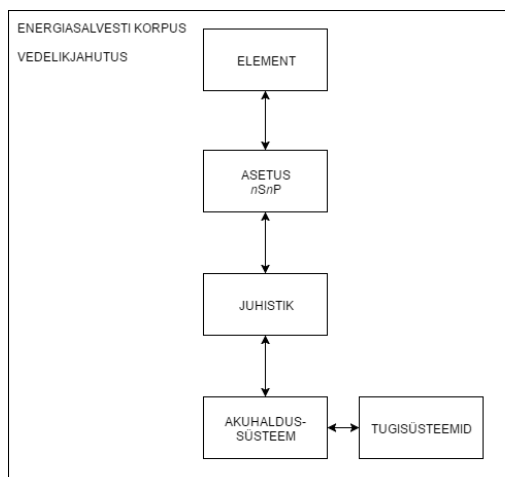 ENERGIASALVESTI KORPUS
VEDELIKJAHUTUS
ELEMENT
ASETUS
nSnP
JUHISTIK
AKUHALDUS-
SÜSTEEM
TUGISÜSTEEMID